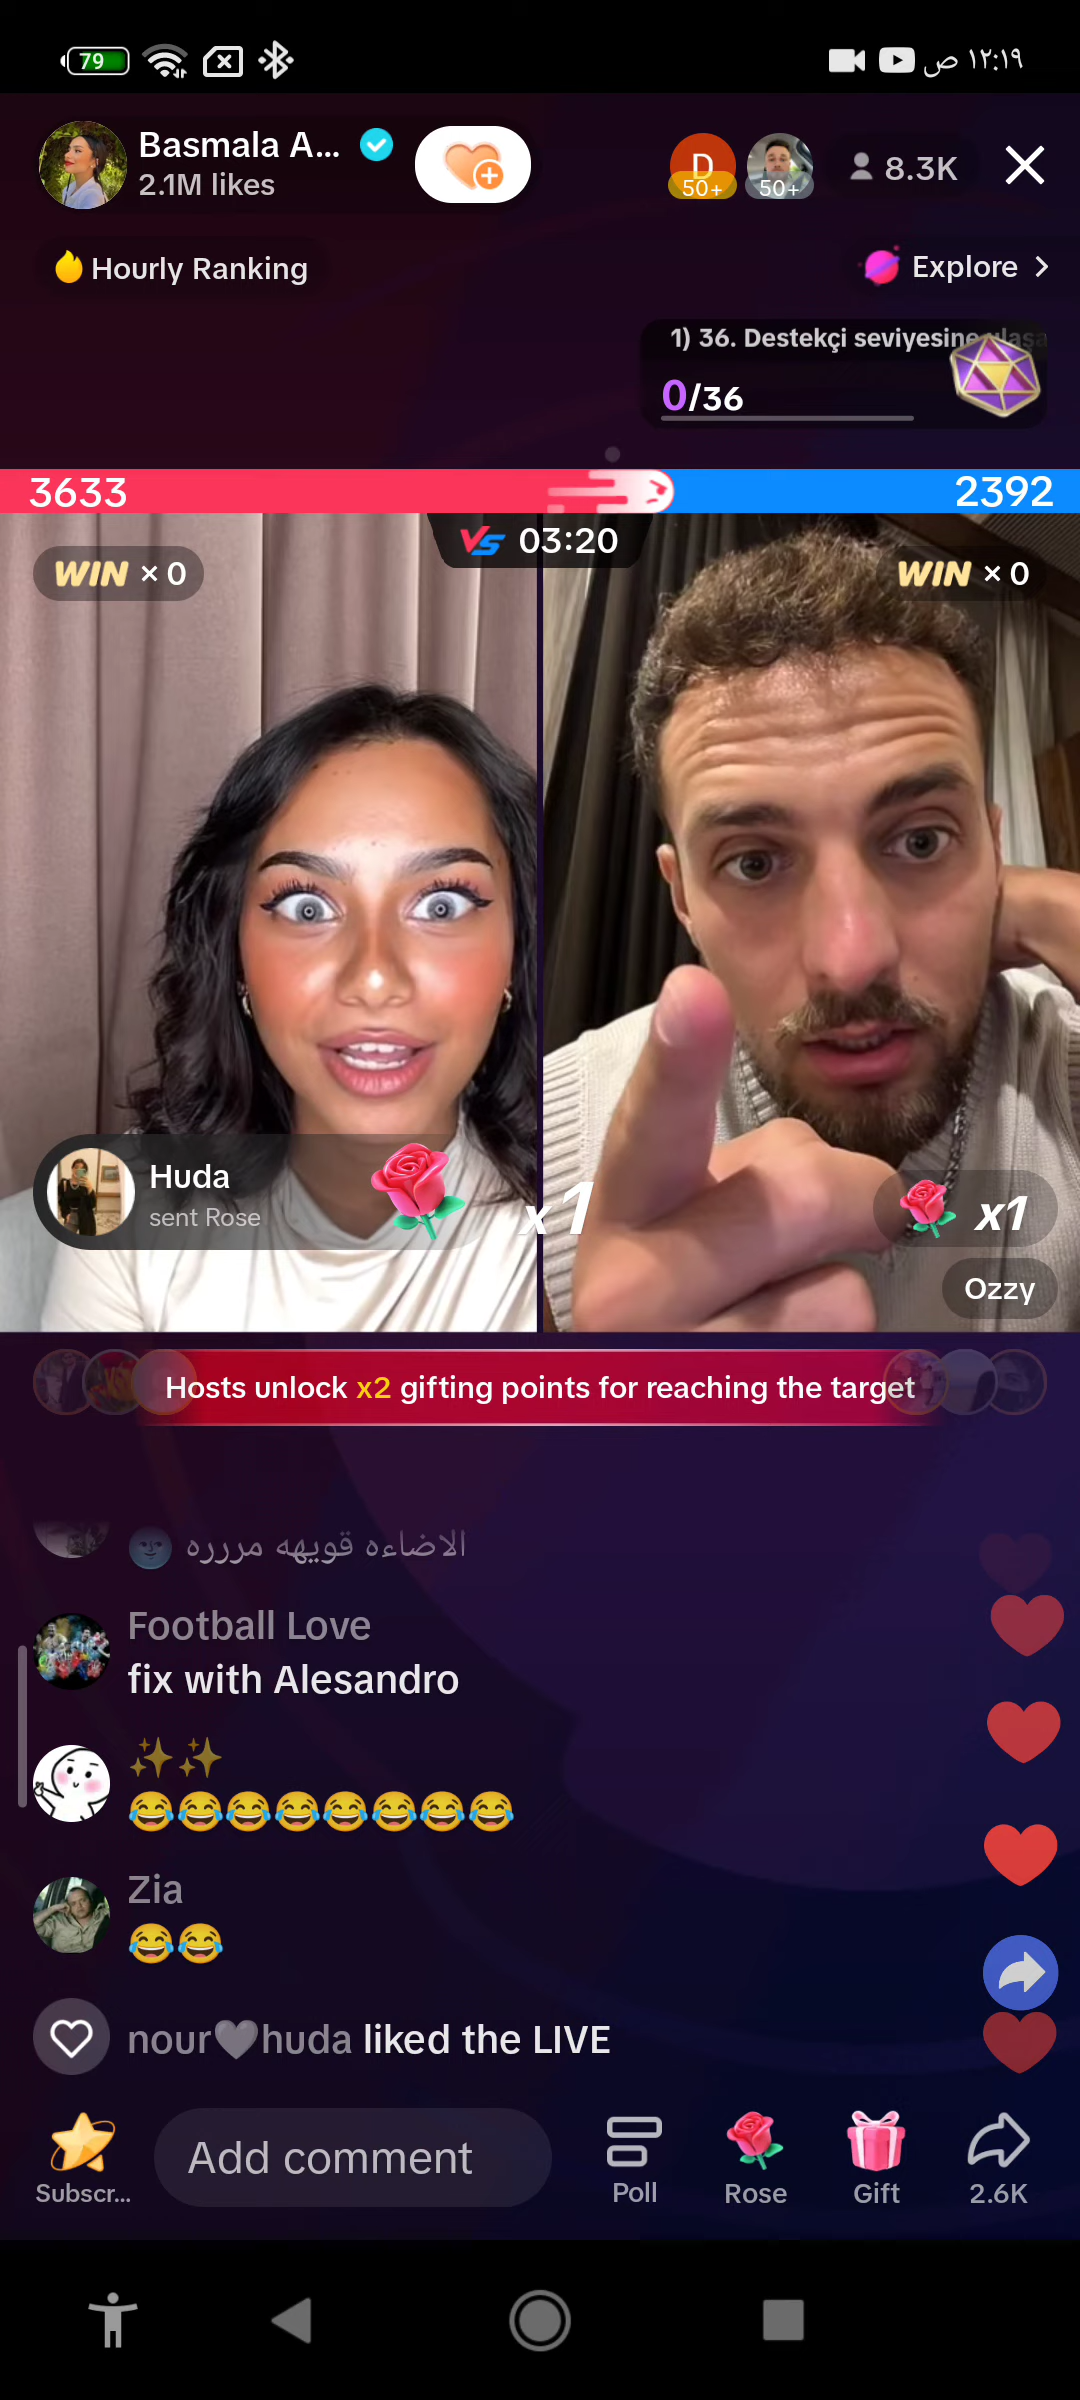 79
١٢:١٩ ص
Basmala A...
2.1M likes
D
50+
50+
8.3K
Hourly Ranking
Explore
1) 36. Destekçi seviyesine ulaşa
0/36
3633
2392
VS 03:20
WIN × 0
WIN × 0
Huda
sent Rose
x1
x1
Ozzy
Hosts unlock x2 gifting points for reaching the target
الاضاءه قويهه مررره 🌚
Football Love
fix with Alesandro
✨✨
😂😂😂😂😂😂😂😂
Zia
😂😂
nour🩶huda liked the LIVE
Subscr...
Add comment
Poll
Rose
Gift
2.6K